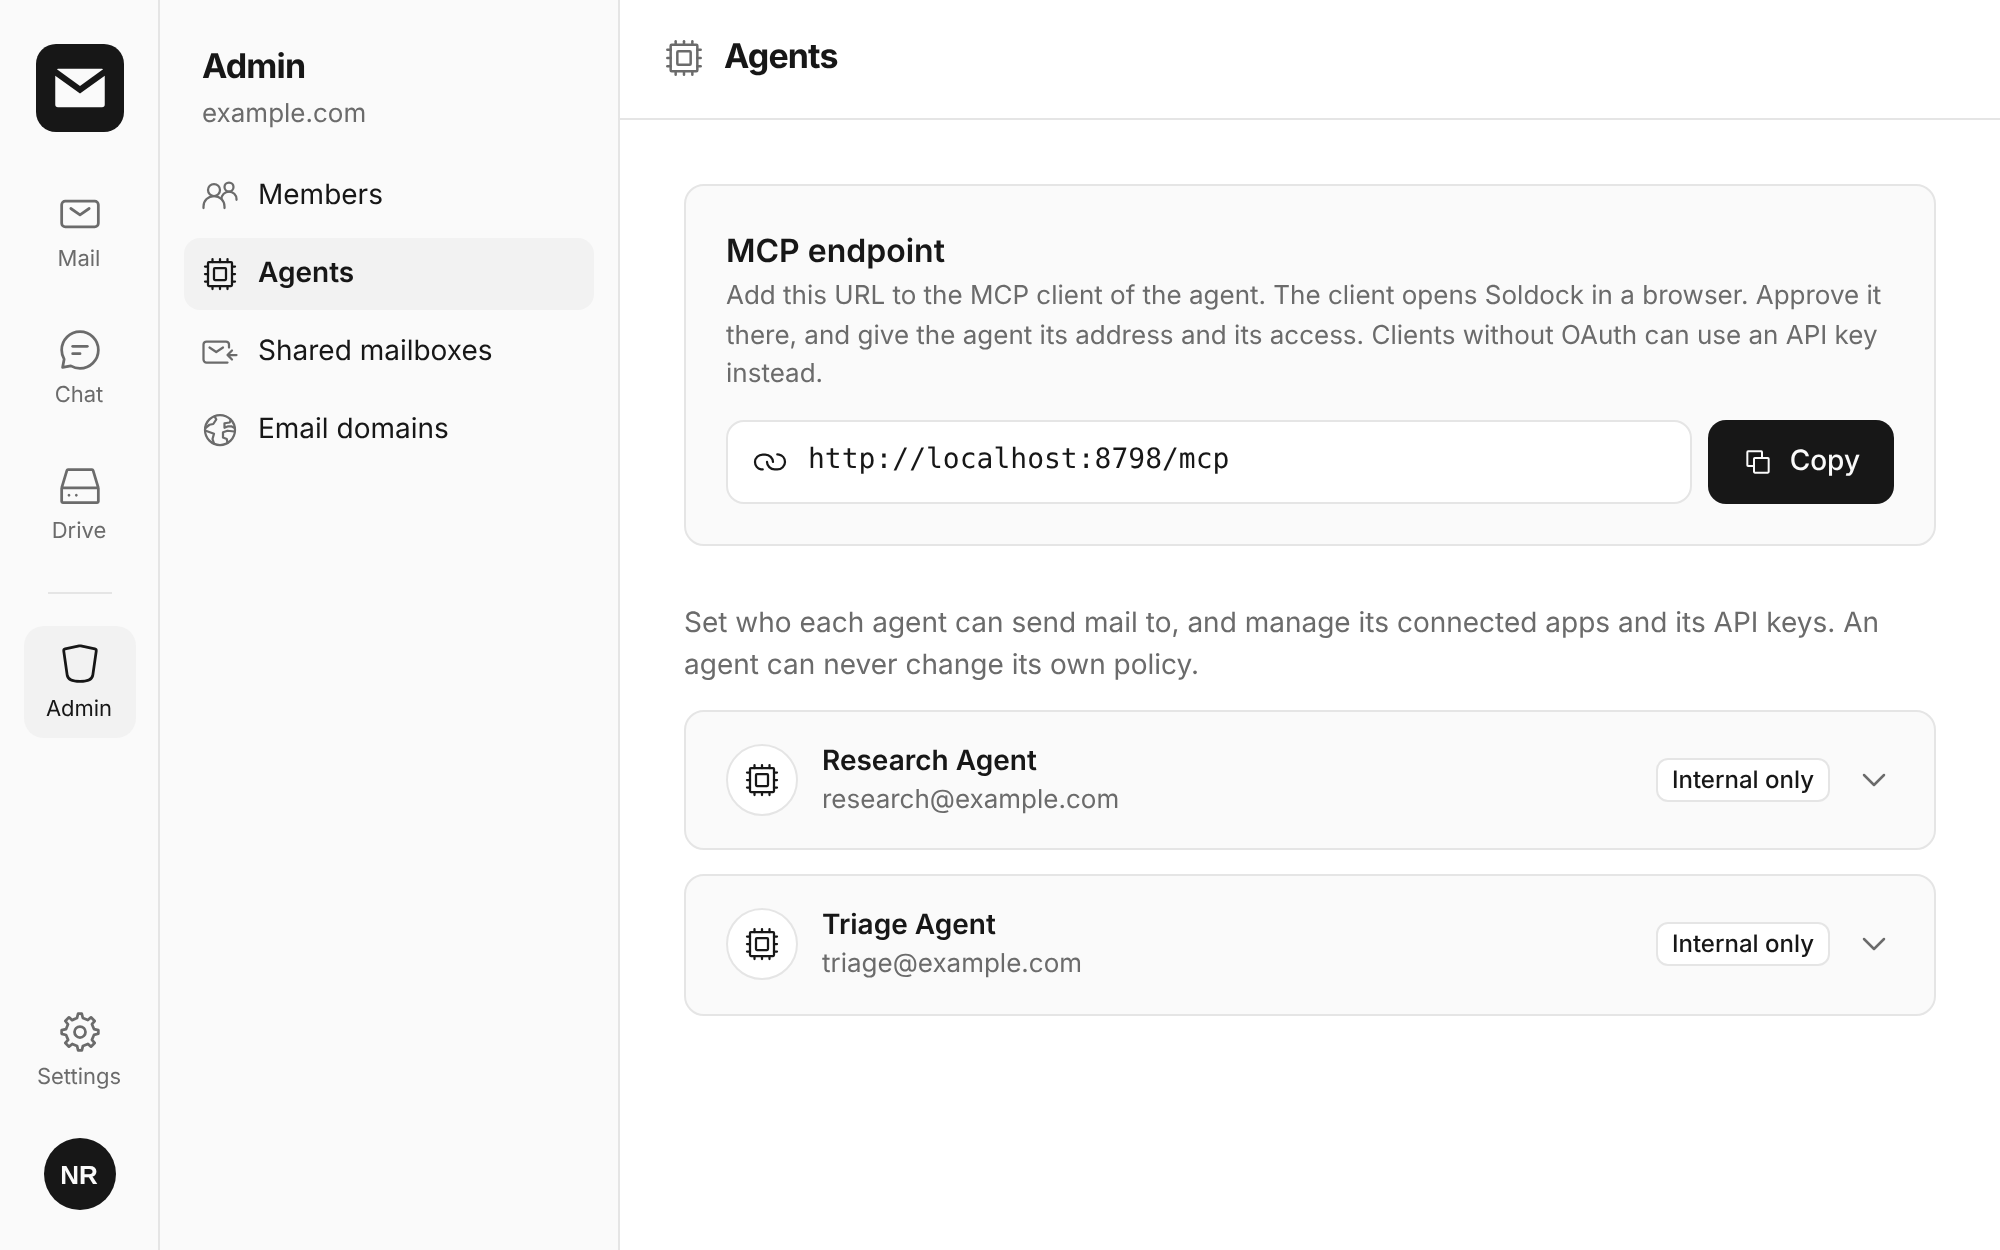 Mail
Chat
Drive
Admin
Settings
NR
Admin
example.com
Members
Agents
Shared mailboxes
Email domains
Agents
MCP endpoint
Add this URL to the MCP client of the agent. The client opens Soldock in a browser. Approve it
there, and give the agent its address and its access. Clients without OAuth can use an API key
instead.
http://localhost:8798/mcp
Copy
Set who each agent can send mail to, and manage its connected apps and its API keys. An
agent can never change its own policy.
Research Agent
research@example.com
Internal only
Triage Agent
triage@example.com
Internal only